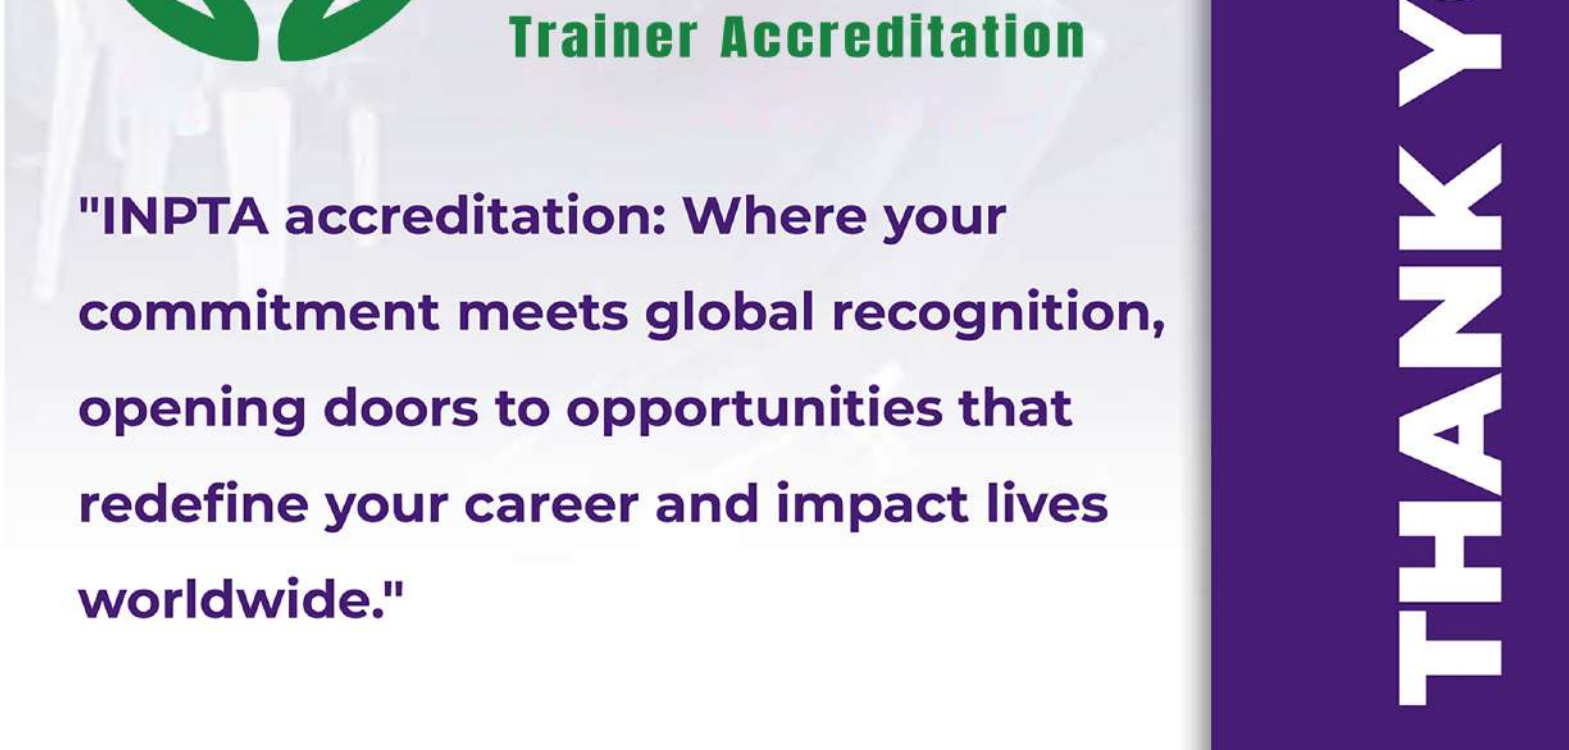 Trainer Accreditation
"INPTA accreditation: Where your
commitment meets global recognition,
opening doors to opportunities that
redefine your career and impact lives
worldwide."
THANK Y